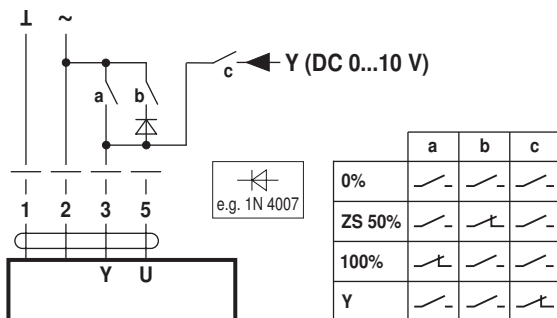 ⊥ ~
c Y (DC 0...10 V)
a b
1 2 3 5
Y U
e.g. 1N 4007
a b c
0%
ZS 50%
100%
Y